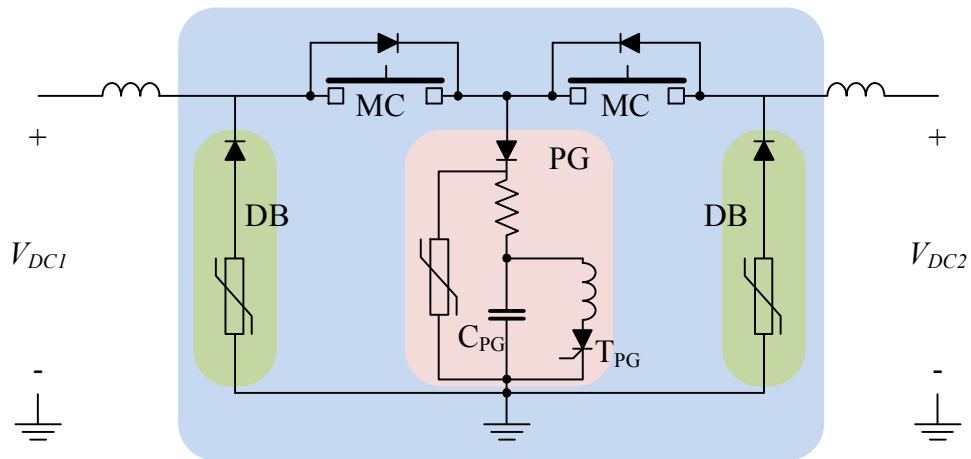 MC
MC
+
+
PG
DB
DB
V_DC1
V_DC2
C_PG
T_PG
-
-